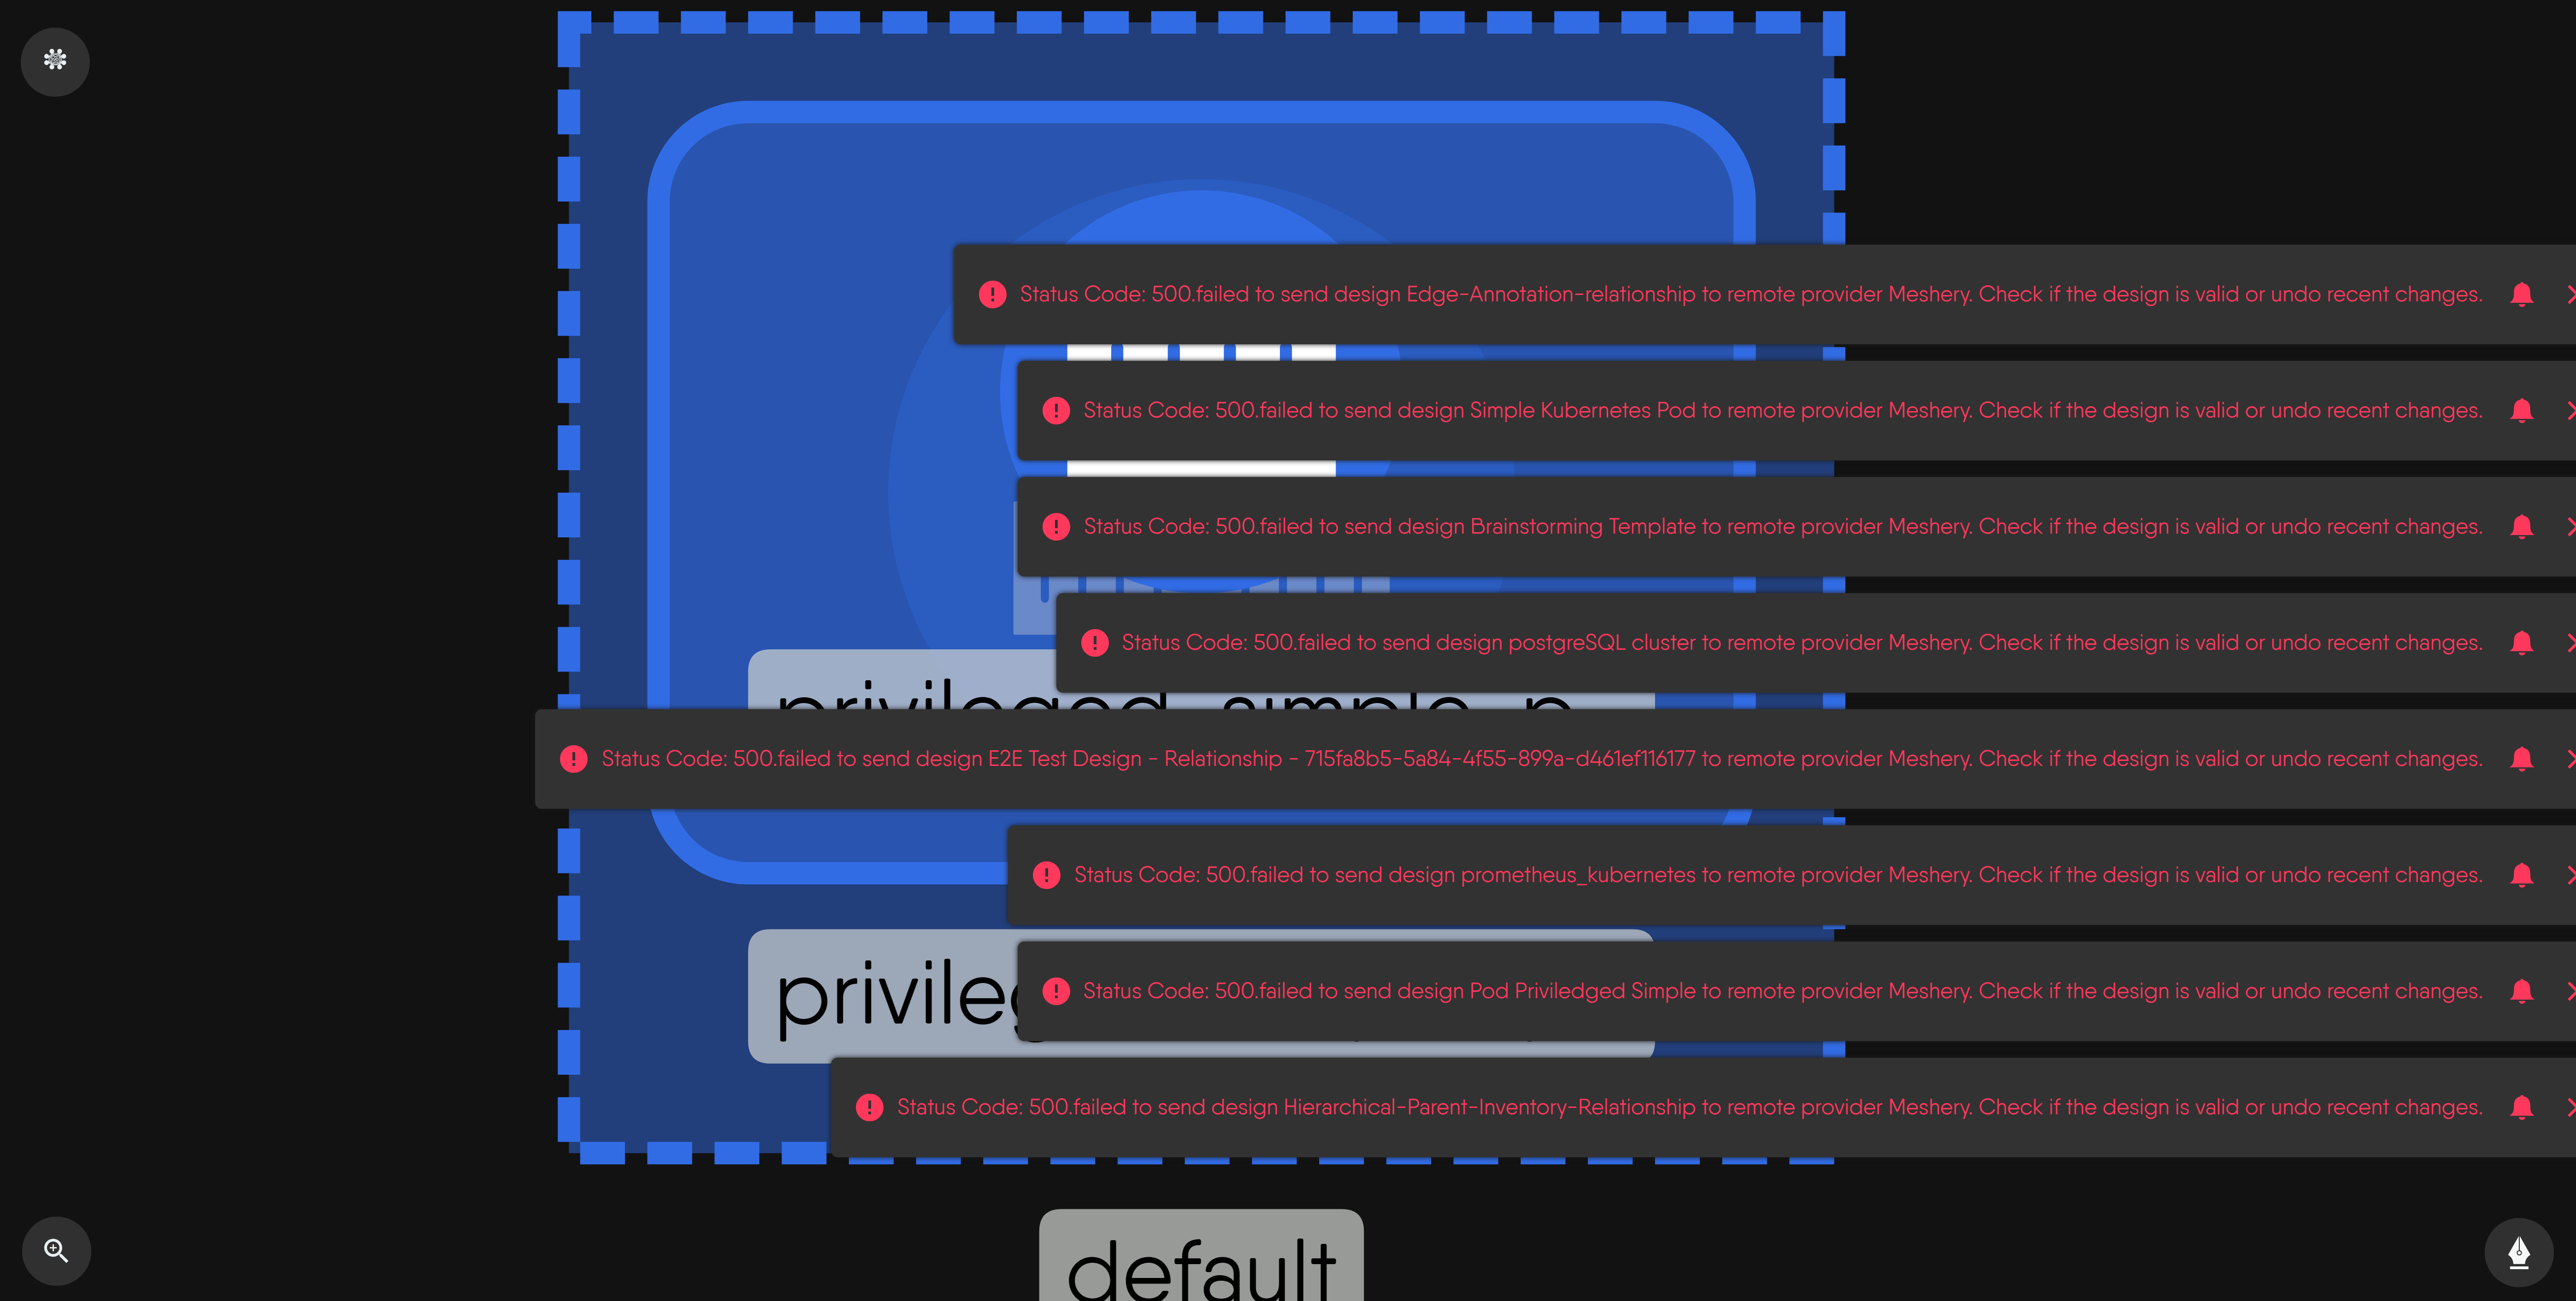 Status Code: 500.failed to send design Edge-Annotation-relationship to remote provider Meshery. Check if the design is valid or undo recent changes.
Status Code: 500.failed to send design Simple Kubernetes Pod to remote provider Meshery. Check if the design is valid or undo recent changes.
Status Code: 500.failed to send design Brainstorming Template to remote provider Meshery. Check if the design is valid or undo recent changes.
Status Code: 500.failed to send design postgreSQL cluster to remote provider Meshery. Check if the design is valid or undo recent changes.
privileged simple p
Status Code: 500.failed to send design E2E Test Design - Relationship - 715fa8b5-5a84-4f55-899a-d461ef116177 to remote provider Meshery. Check if the design is valid or undo recent changes.
Status Code: 500.failed to send design prometheus_kubernetes to remote provider Meshery. Check if the design is valid or undo recent changes.
Status Code: 500.failed to send design Pod Priviledged Simple to remote provider Meshery. Check if the design is valid or undo recent changes.
Status Code: 500.failed to send design Hierarchical-Parent-Inventory-Relationship to remote provider Meshery. Check if the design is valid or undo recent changes.
default